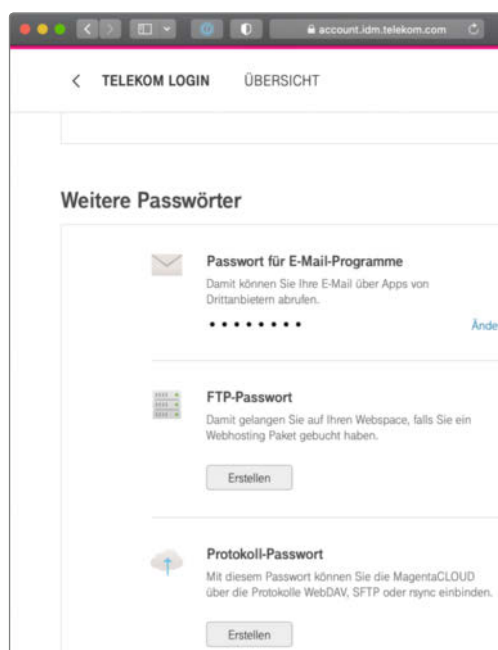 account.idm.telekom.com
TELEKOM LOGIN ÜBERSICHT
Weitere Passwörter
Passwort für E-Mail-Programme
Damit können Sie Ihre E-Mail über Apps von
Drittanbietern abrufen.
••••••••
Ände
FTP-Passwort
Damit gelangen Sie auf Ihren Webspace, falls Sie ein
Webhosting Paket gebucht haben.
Erstellen
Protokoll-Passwort
Mit diesem Passwort können Sie die MagentaCLOUD
über die Protokolle WebDAV, SFTP oder rsync einbinden.
Erstellen